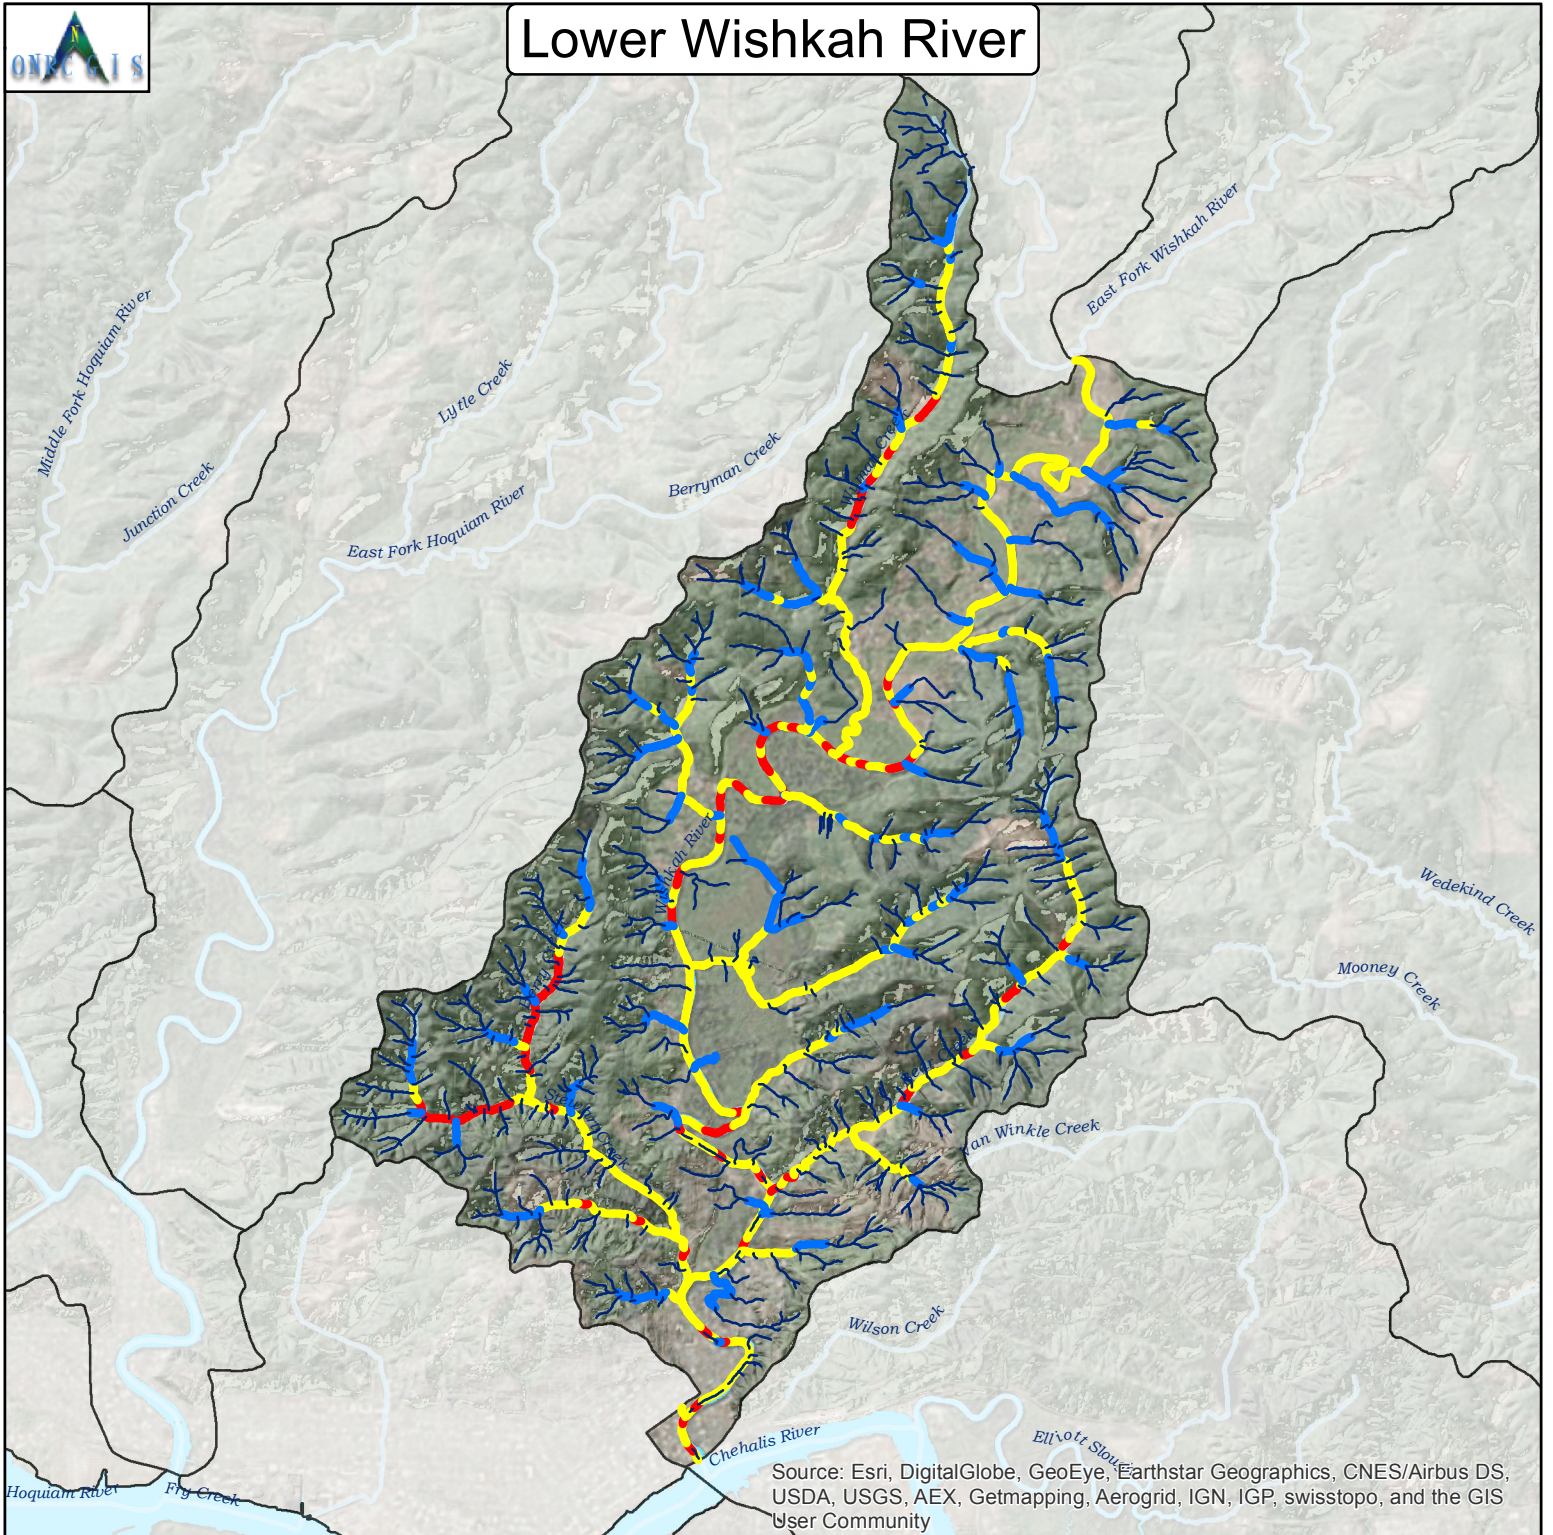 Lower Wishkah River
N
ONRC GIS
East Fork Wishkah River
Middle Fork Hoquiam River
Lytle Creek
Junction Creek
Berryman Creek
East Fork Hoquiam River
Creek
Wishkah River
Wedekind Creek
Mooney Creek
Creek
Van Winkle Creek
Wilson Creek
Chehalis River
Elliott Slough
Hoquiam River
Fry Creek
Source: Esri, DigitalGlobe, GeoEye, Earthstar Geographics, CNES/Airbus DS,
USDA, USGS, AEX, Getmapping, Aerogrid, IGN, IGP, swisstopo, and the GIS
User Community